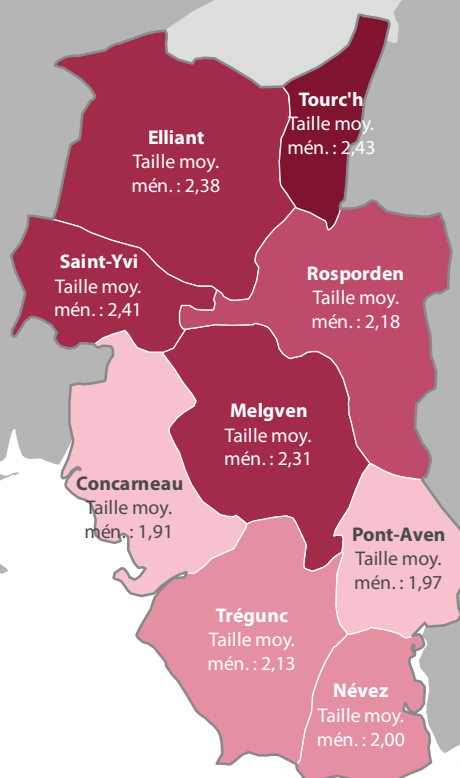 Tourc'h
Taille moy.
mén. : 2,43
Elliant
Taille moy.
mén. : 2,38
Saint-Yvi
Taille moy.
mén. : 2,41
Rosporden
Taille moy.
mén. : 2,18
Melgven
Taille moy.
mén. : 2,31
Concarneau
Taille moy.
mén. : 1,91
Pont-Aven
Taille moy.
mén. : 1,97
Trégunc
Taille moy.
mén. : 2,13
Névez
Taille moy.
mén. : 2,00